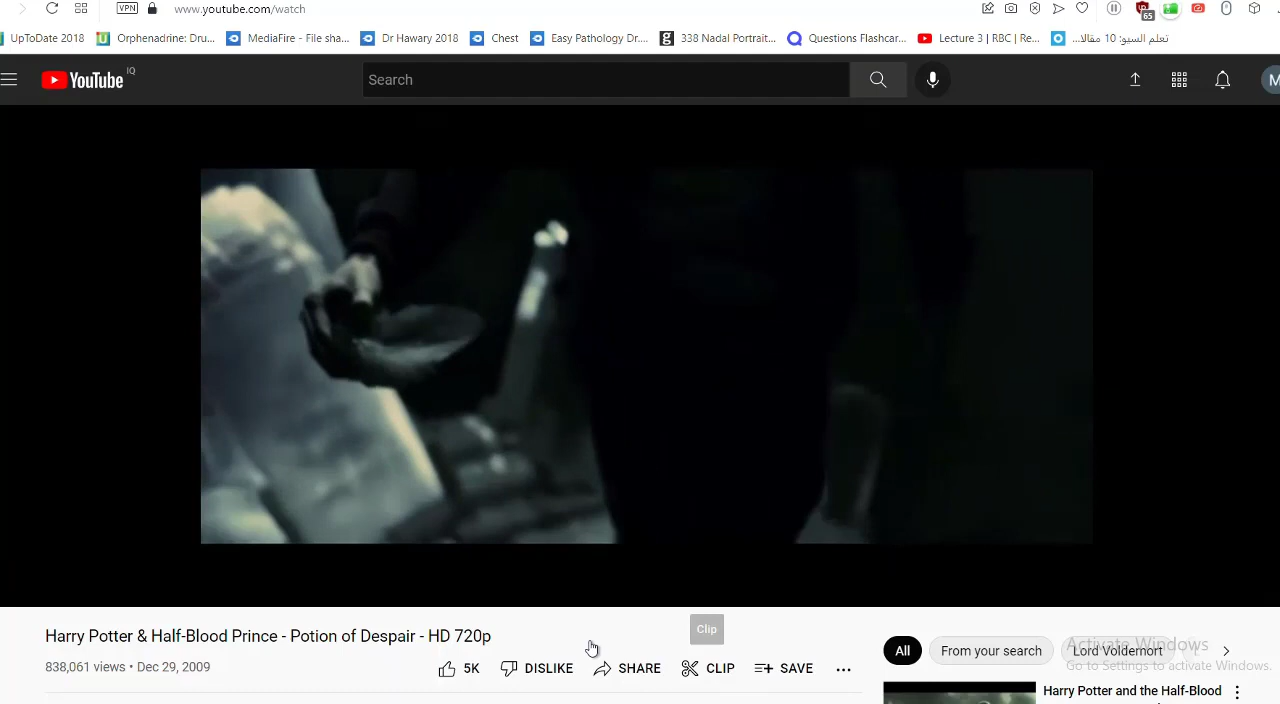 VPN www.youtube.com/watch 65
UpToDate 2018 Orphenadrine: Dru... MediaFire - File sha... Dr Hawary 2018 Chest Easy Pathology Dr... 338 Nadal Portrait... Questions Flashcar... Lecture 3 | RBC | Re... تعلم السيو: 10 مقالا...
YouTube IQ Search M
Clip
Harry Potter & Half-Blood Prince - Potion of Despair - HD 720p
838,061 views • Dec 29, 2009
5K DISLIKE SHARE CLIP SAVE
All From your search Lord Voldemort
Activate Windows
Go to Settings to activate Windows.
Harry Potter and the Half-Blood